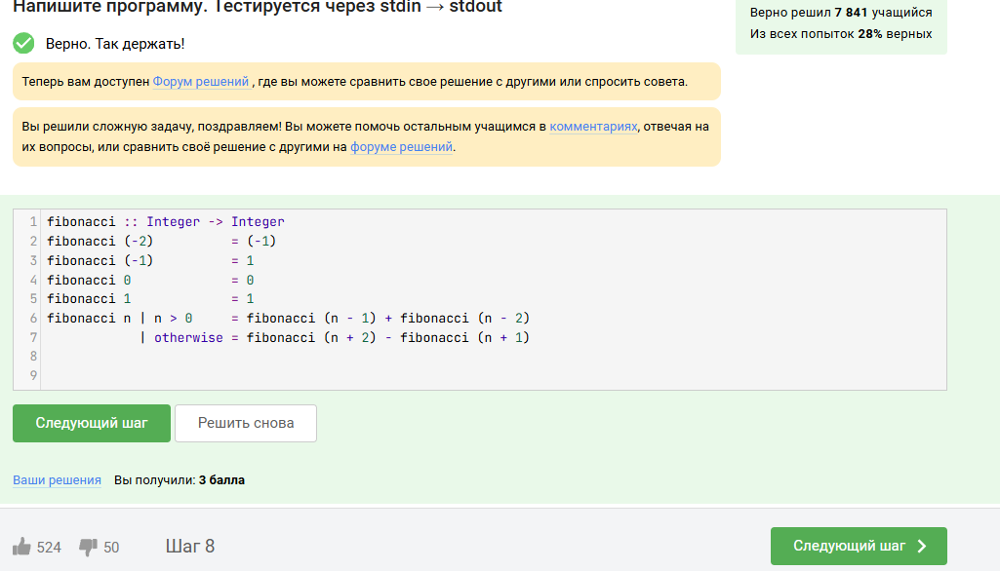 Напишите программу. Тестируется через stdin → stdout
Верно решил 7 841 учащийся
Из всех попыток 28% верных
Верно. Так держать!
Теперь вам доступен Форум решений , где вы можете сравнить свое решение с другими или спросить совета.
Вы решили сложную задачу, поздравляем! Вы можете помочь остальным учащимся в комментариях, отвечая на
их вопросы, или сравнить своё решение с другими на форуме решений.
1 fibonacci :: Integer -> Integer
2 fibonacci (-2) = (-1)
3 fibonacci (-1) = 1
4 fibonacci 0 = 0
5 fibonacci 1 = 1
6 fibonacci n | n > 0 = fibonacci (n - 1) + fibonacci (n - 2)
7 | otherwise = fibonacci (n + 2) - fibonacci (n + 1)
8
9
Следующий шаг Решить снова
Ваши решения Вы получили: 3 балла
524 50 Шаг 8 Следующий шаг